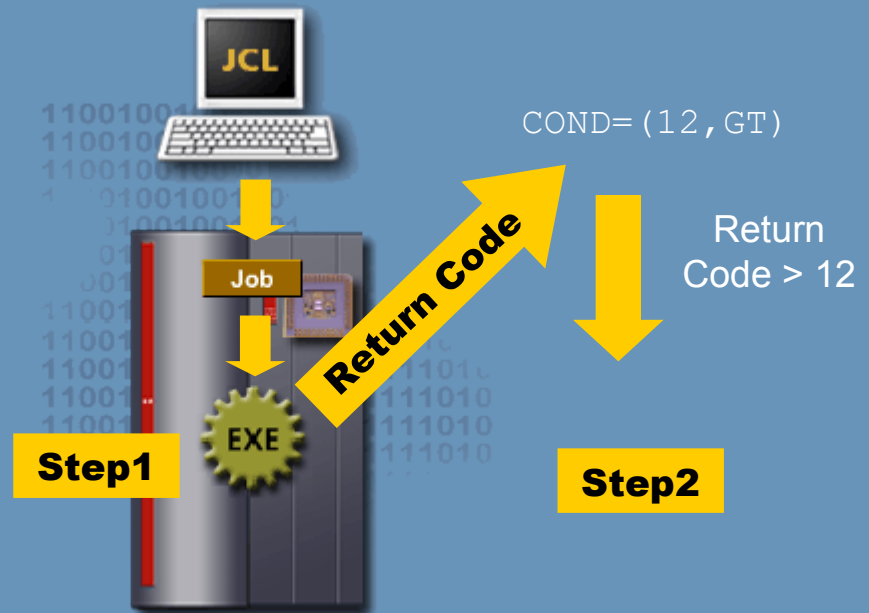 JCL
COND=(12,GT)
Return Code
Return
Code > 12
Job
EXE
Step1
Step2